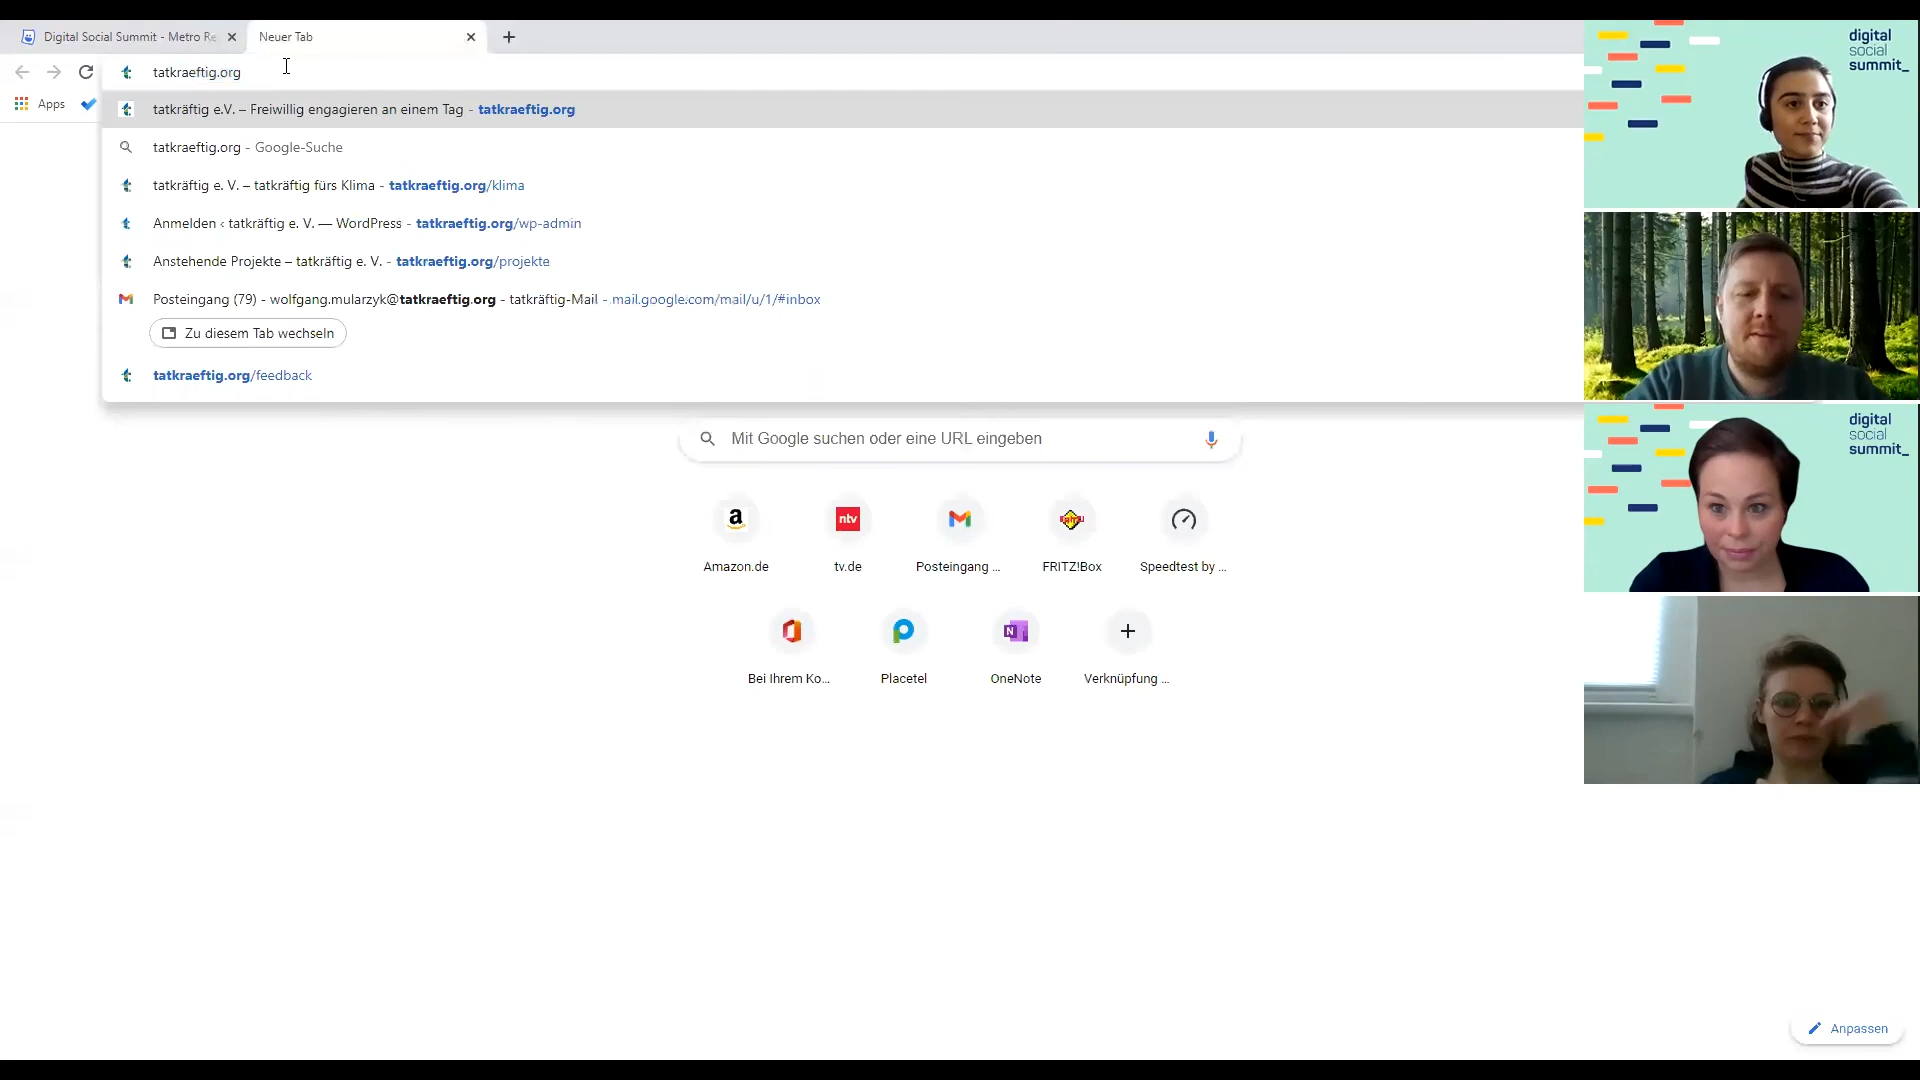 Digital Social Summit - Metro Re
Neuer Tab
tatkraeftig.org
Apps
tatkräftig e.V. – Freiwillig engagieren an einem Tag - tatkraeftig.org
tatkraeftig.org - Google-Suche
tatkräftig e. V. – tatkräftig fürs Klima - tatkraeftig.org/klima
Anmelden ‹ tatkräftig e. V. — WordPress - tatkraeftig.org/wp-admin
Anstehende Projekte – tatkräftig e. V. - tatkraeftig.org/projekte
Posteingang (79) - wolfgang.mularzyk@tatkraeftig.org - tatkräftig-Mail - mail.google.com/mail/u/1/#inbox
Zu diesem Tab wechseln
tatkraeftig.org/feedback
Mit Google suchen oder eine URL eingeben
a
ntv
Amazon.de
tv.de
Posteingang ...
FRITZ!Box
Speedtest by ...
N
Bei Ihrem Ko...
Placetel
OneNote
Verknüpfung ...
Anpassen
digital
social
summit_
digital
social
summit_